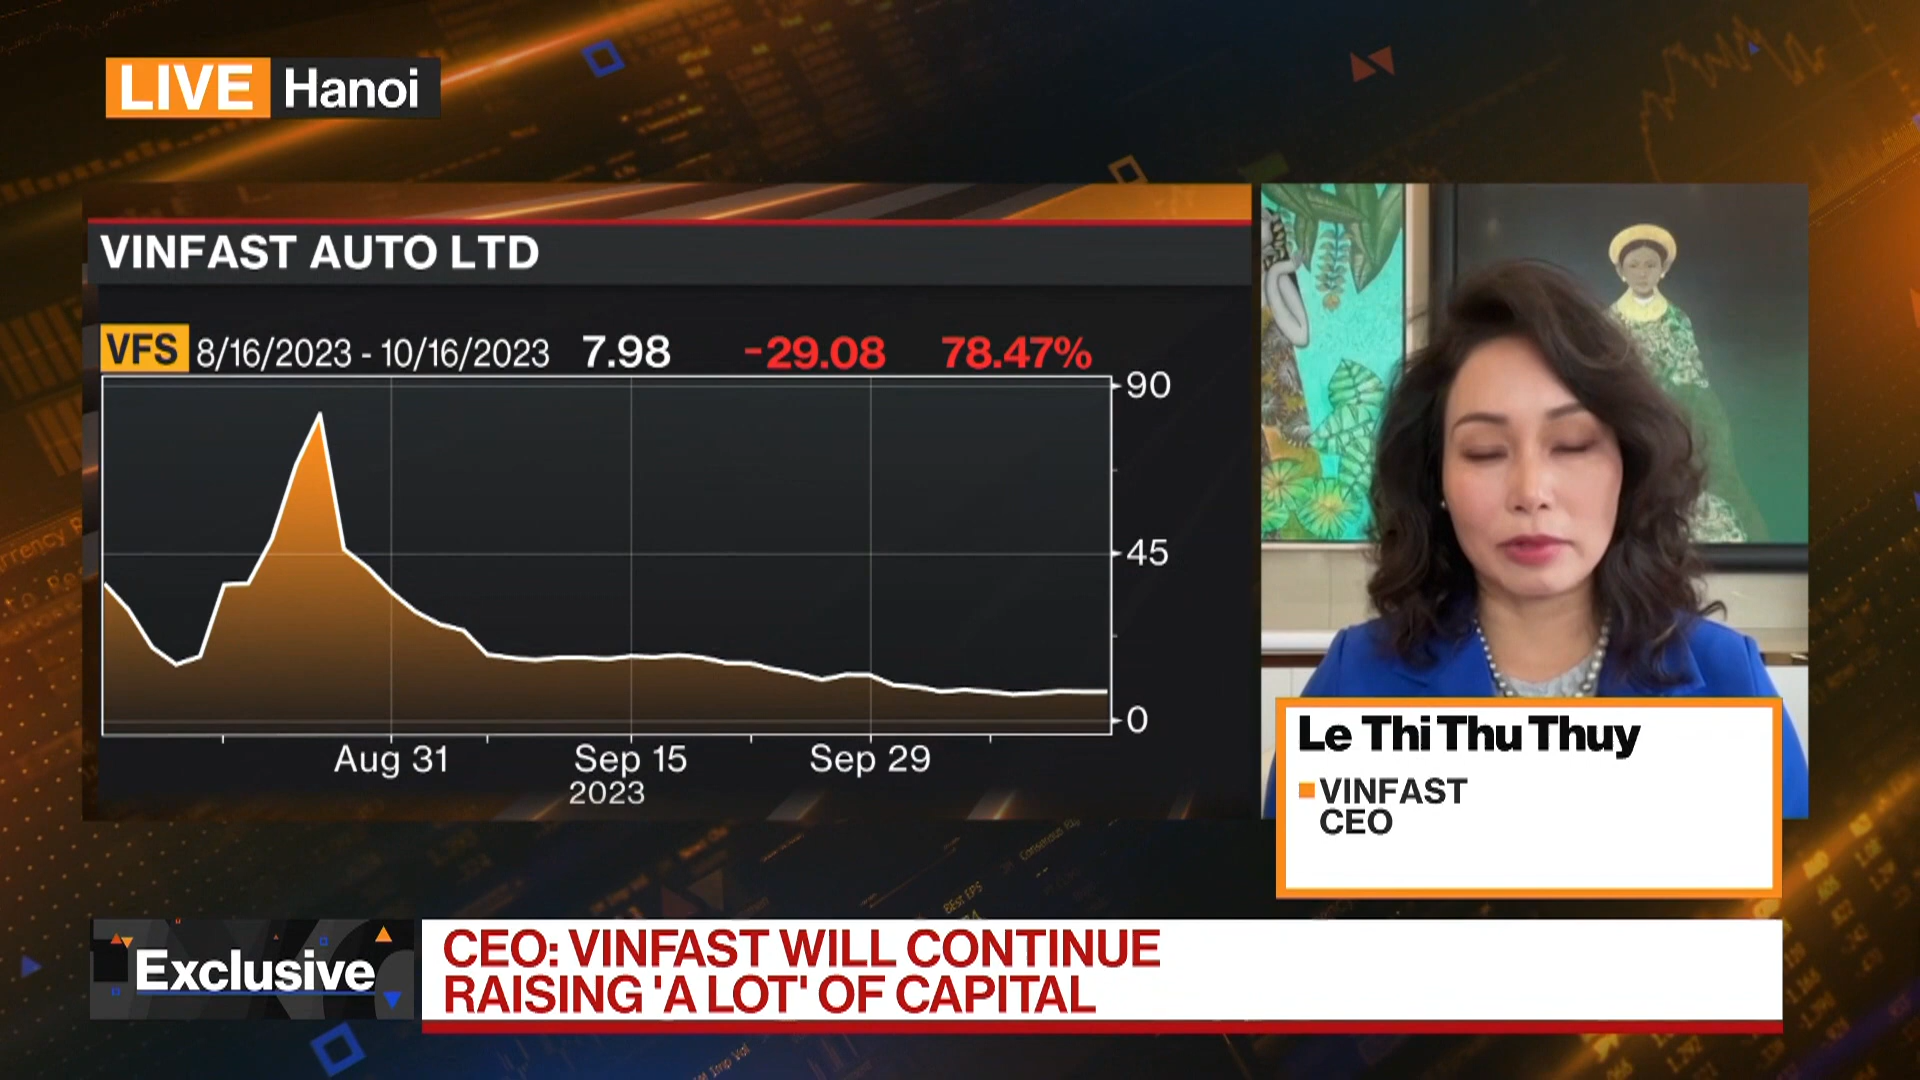 LIVE Hanoi
VINFAST AUTO LTD
VFS 8/16/2023 - 10/16/2023 7.98 -29.08 78.47%
90
45
0
Aug 31 Sep 15 Sep 29
2023
Le Thi Thu Thuy
VINFAST
CEO
Exclusive
CEO: VINFAST WILL CONTINUE
RAISING 'A LOT' OF CAPITAL